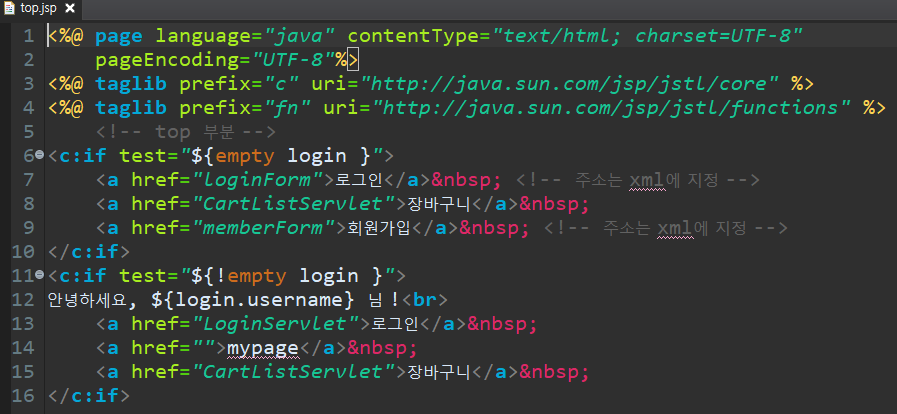 top.jsp
1 <%@ page language="java" contentType="text/html; charset=UTF-8"
2     pageEncoding="UTF-8"%>
3 <%@ taglib prefix="c" uri="http://java.sun.com/jsp/jstl/core" %>
4 <%@ taglib prefix="fn" uri="http://java.sun.com/jsp/jstl/functions" %>
5     <!-- top 부분 -->
6 <c:if test="${empty login }">
7     <a href="loginForm">로그인</a>&nbsp; <!-- 주소는 xml에 지정 -->
8     <a href="CartListServlet">장바구니</a>&nbsp;
9     <a href="memberForm">회원가입</a>&nbsp; <!-- 주소는 xml에 지정 -->
10 </c:if>
11 <c:if test="${!empty login }">
12 안녕하세요, ${login.username} 님 !<br>
13     <a href="LoginServlet">로그인</a>&nbsp;
14     <a href="">mypage</a>&nbsp;
15     <a href="CartListServlet">장바구니</a>&nbsp;
16 </c:if>